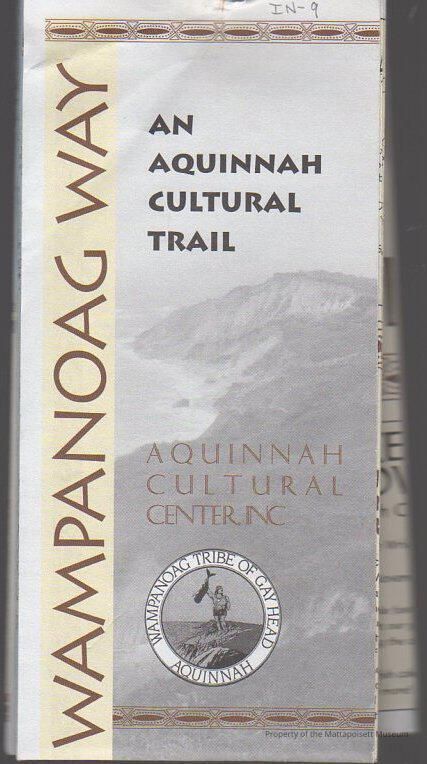 IN-9
WAMPANOAG WAY
AN
AQUINNAH
CULTURAL
TRAIL
AQUINNAH
CULTURAL
CENTER, INC
WAMPANOAG TRIBE OF GAY HEAD
AQUINNAH
Property of the Mattapoisett Museum